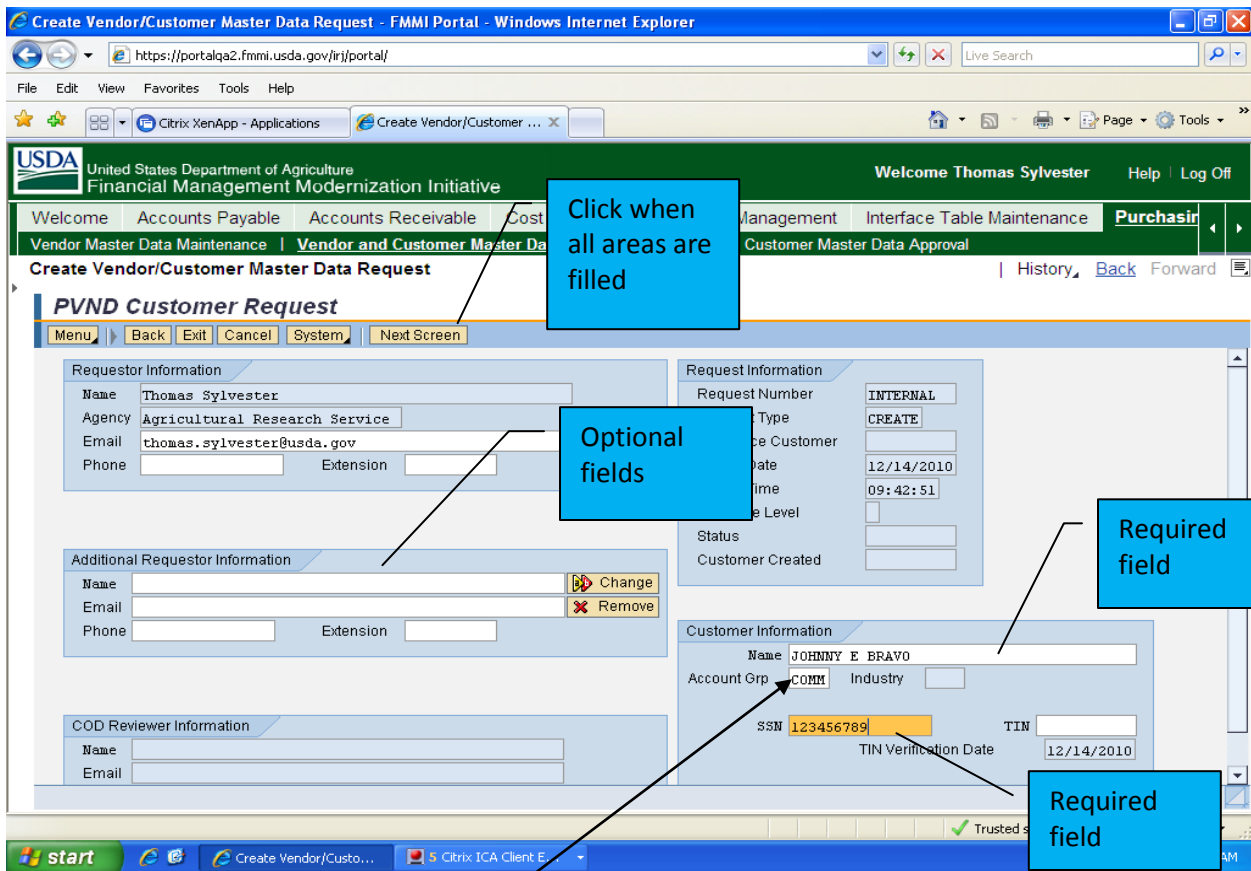 Create Vendor/Customer Master Data Request - FMMI Portal - Windows Internet Explorer
https://portalqa2.fmmi.usda.gov/irj/portal/
Live Search
File Edit View Favorites Tools Help
Citrix XenApp - Applications
Create Vendor/Customer ...
Page
Tools
»
USDA
United States Department of Agriculture
Financial Management Modernization Initiative
Welcome Thomas Sylvester
Help | Log Off
Welcome Accounts Payable Accounts Receivable Cost Management Interface Table Maintenance Purchasin
Vendor Master Data Maintenance | Vendor and Customer Master Da Customer Master Data Approval
Create Vendor/Customer Master Data Request
| History Back Forward
Click when
all areas are
filled
PVND Customer Request
Menu Back Exit Cancel System Next Screen
Requestor Information
Name Thomas Sylvester
Agency Agricultural Research Service
Email thomas.sylvester@usda.gov
Phone Extension
Optional
fields
Request Information
Request Number INTERNAL
Type CREATE
ce Customer
Date 12/14/2010
Time 09:42:51
e Level
Status
Customer Created
Required
field
Additional Requestor Information
Name Change
Email Remove
Phone Extension
Customer Information
Name JOHNNY E BRAVO
Account Grp COMM Industry
SSN 123456789 TIN
TIN Verification Date 12/14/2010
COD Reviewer Information
Name
Email
Required
field
Trusted s
start
Create Vendor/Custo...
5 Citrix ICA Client E...
AM